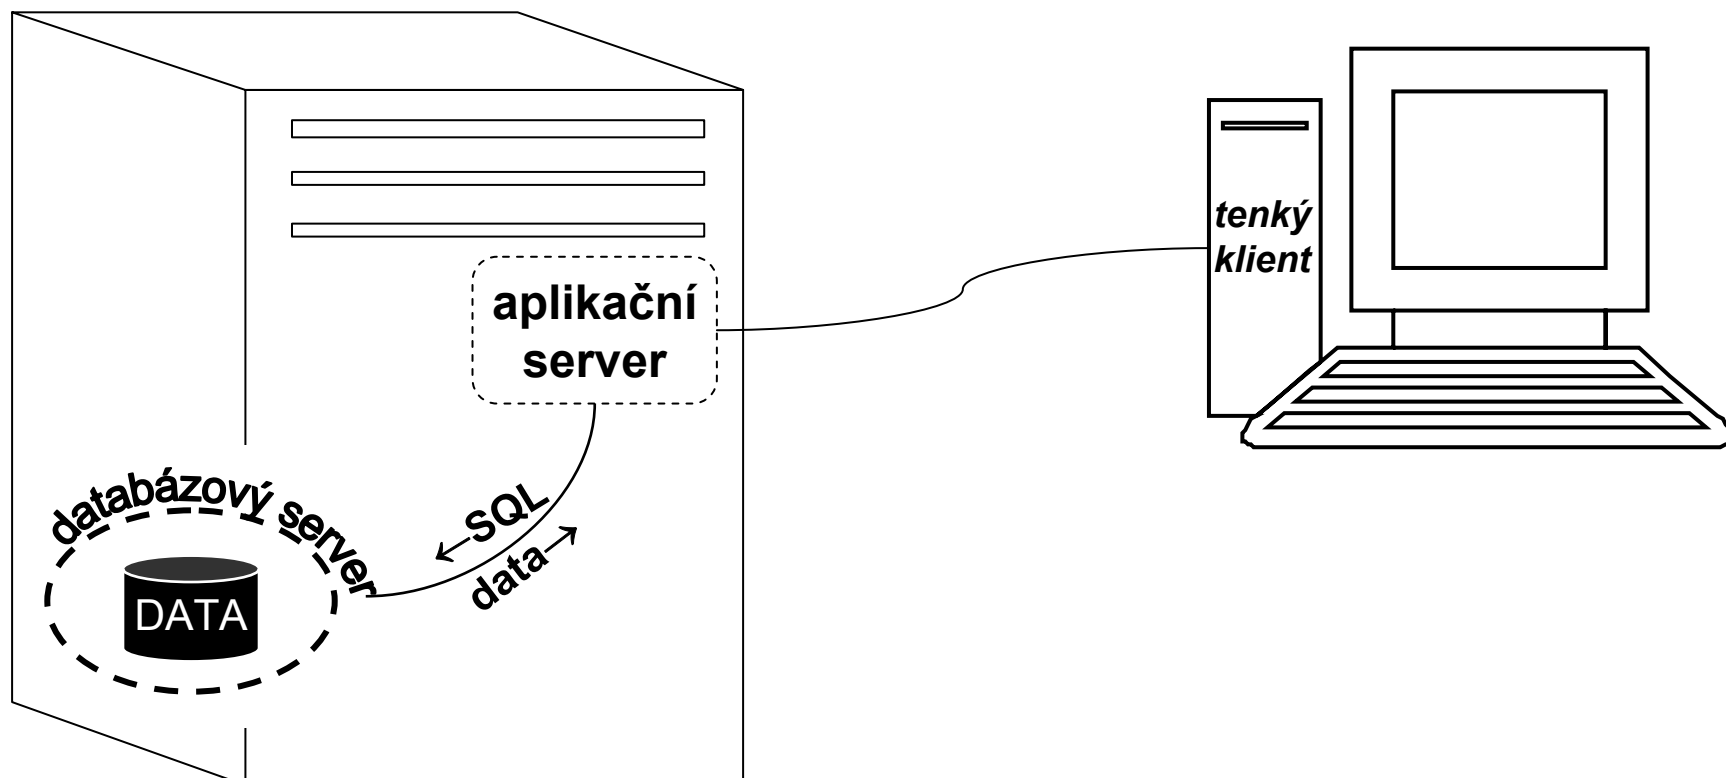 tenký
klient
aplikační
server
databázový server
←SQL
data→
DATA